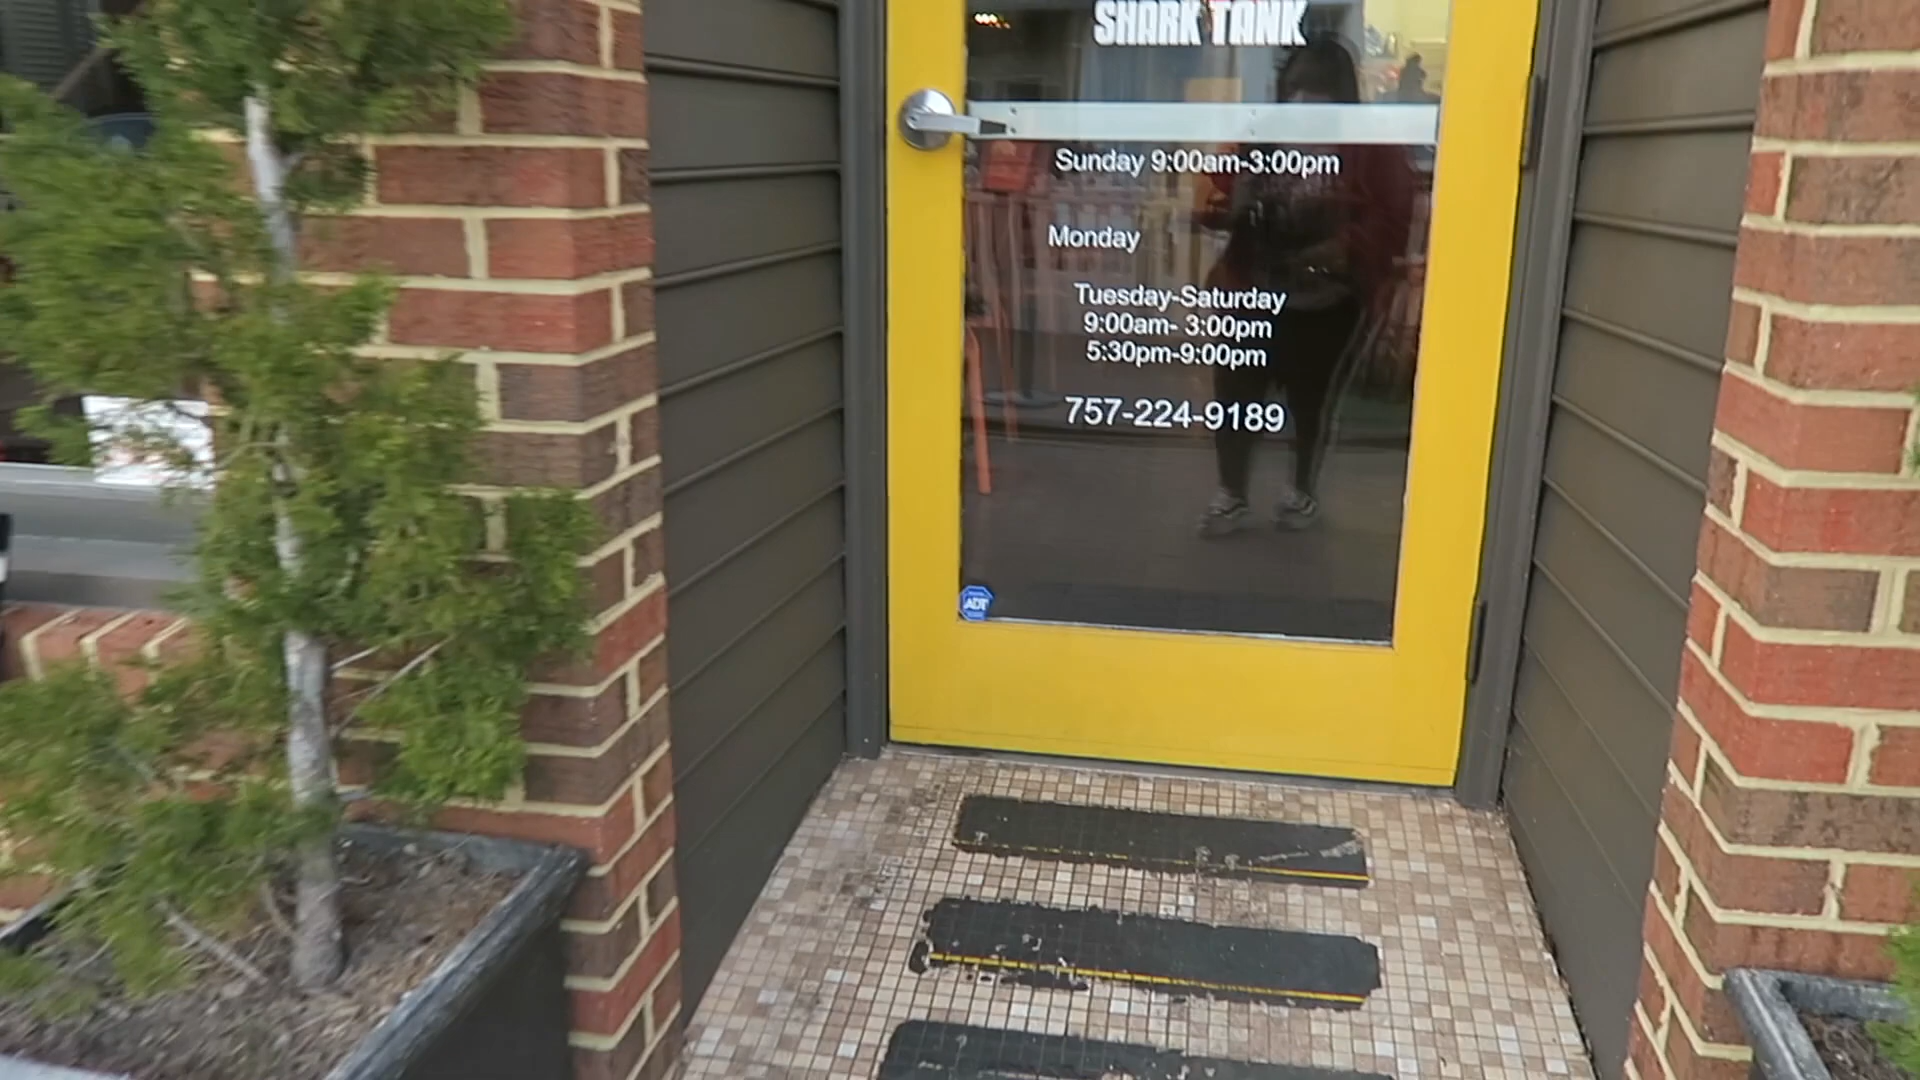 SHARK TANK
Sunday 9:00am-3:00pm
Monday
Tuesday-Saturday
9:00am- 3:00pm
5:30pm-9:00pm
757-224-9189
ADT